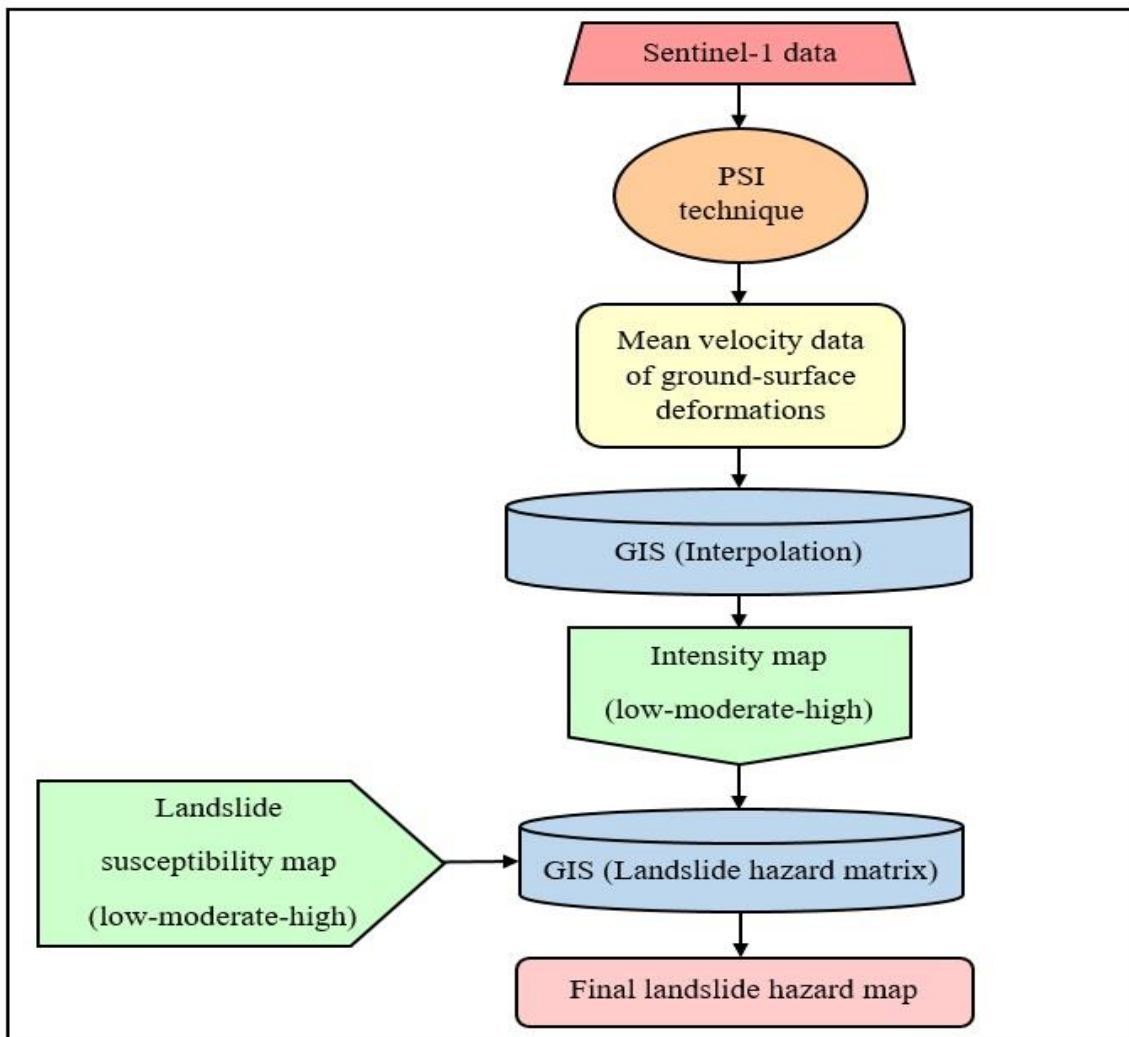 Sentinel-1 data
PSI
technique
Mean velocity data
of ground-surface
deformations
GIS (Interpolation)
Intensity map
(low-moderate-high)
Landslide
susceptibility map
(low-moderate-high)
GIS (Landslide hazard matrix)
Final landslide hazard map